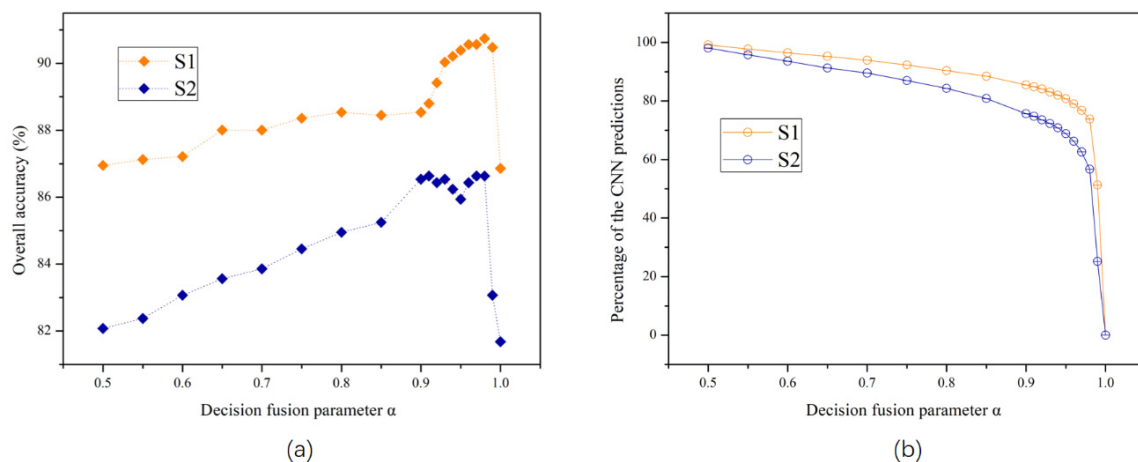 Overall accuracy (%)
90
88
86
84
82
S1
S2
0.5 0.6 0.7 0.8 0.9 1.0
Decision fusion parameter α
(a)
Percentage of the CNN predictions
100
80
60
40
20
0
S1
S2
0.5 0.6 0.7 0.8 0.9 1.0
Decision fusion parameter α
(b)